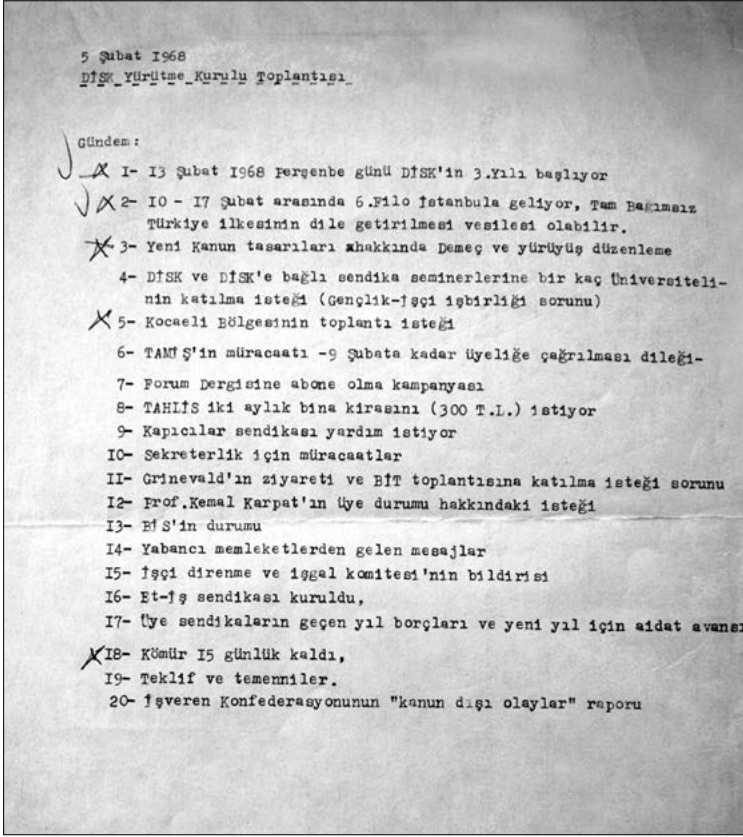 5 Şubat I968
DİSK Yürütme Kurulu Toplantısı
Gündem:
I- I3 Şubat I968 Perşenbe günü DİSK'in 3.Yılı başlıyor
2- IO - I7 Şubat arasında 6.Filo İstanbula geliyor, Tam Bağımsız
Türkiye ilkesinin dile getirilmesi vesilesi olabilir.
3- Yeni Kanun tasarıları hakkında Demeç ve yürüyüş düzenleme
4- DİSK ve DİSK'e bağlı sendika seminerlerine bir kaç Üniversiteli-
nin katılma isteği (Gençlik-İşçi işbirliği sorunu)
5- Kocaeli Bölgesinin toplantı isteği
6- TAMİŞ'in müracaatı -9 Şubata kadar üyeliğe çağrılması dileği-
7- Forum Dergisine abone olma kampanyası
8- TAHLİS iki aylık bina kirasını (300 T.L.) istiyor
9- Kapıcılar sendikası yardım istiyor
IO- Sekreterlik için müracaatlar
II- Grinevald'ın ziyareti ve BİT toplantısına katılma isteği sorunu
I2- Prof.Kemal Karpat'ın üye durumu hakkındaki isteği
I3- BİS'in durumu
I4- Yabancı memleketlerden gelen mesajlar
I5- İşçi direnme ve işgal komitesi'nin bildirisi
I6- Et-İş sendikası kuruldu,
I7- Üye sendikaların geçen yıl borçları ve yeni yıl için aidat avansı
I8- Kömür I5 günlük kaldı,
I9- Teklif ve temenniler.
20- İşveren Konfederasyonunun "kanun dışı olaylar" raporu